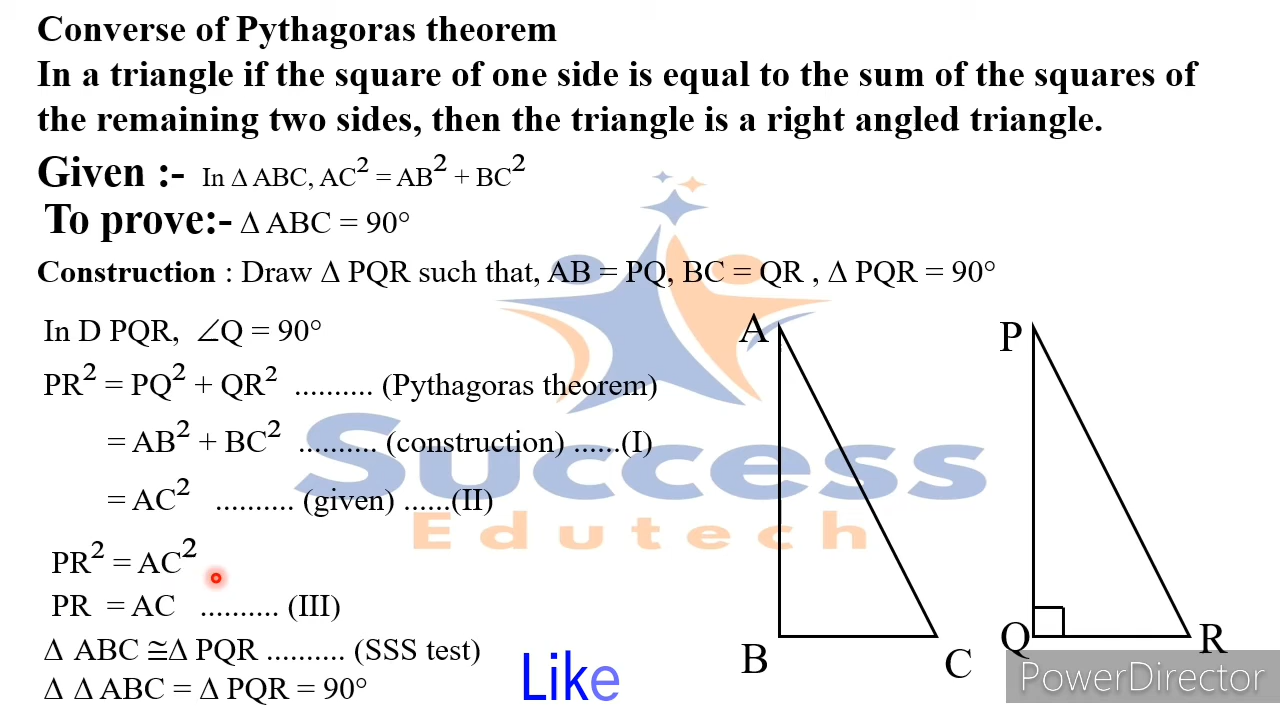 Converse of Pythagoras theorem
In a triangle if the square of one side is equal to the sum of the squares of
the remaining two sides, then the triangle is a right angled triangle.
Given :- In Δ ABC, AC² = AB² + BC²
To prove:- Δ ABC = 90°
Construction : Draw Δ PQR such that, AB = PQ, BC = QR , Δ PQR = 90°
In D PQR, ∠Q = 90°
PR² = PQ² + QR² .......... (Pythagoras theorem)
= AB² + BC² .......... (construction) ......(I)
= AC² .......... (given) ......(II)
PR² = AC²
PR = AC .......... (III)
Δ ABC ≅Δ PQR .......... (SSS test)
Δ Δ ABC = Δ PQR = 90°
A
B
C
P
Q
R
Success
Edutech
Like
PowerDirector